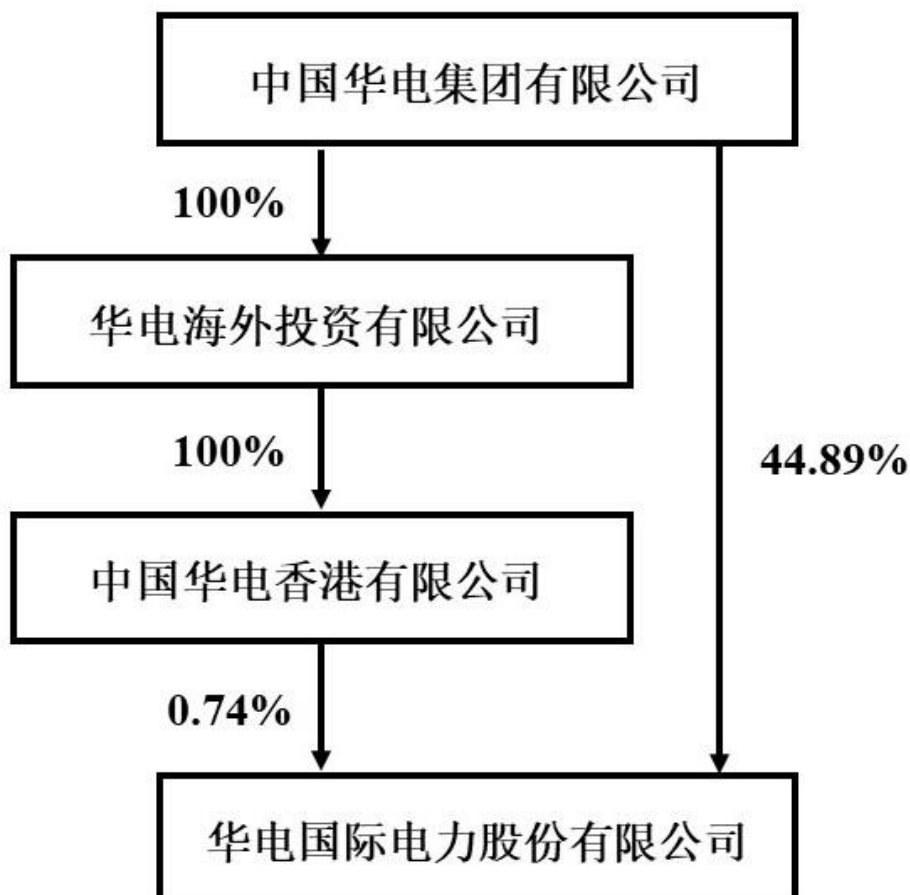 中国华电集团有限公司
100%
华电海外投资有限公司
100%
44.89%
中国华电香港有限公司
0.74%
华电国际电力股份有限公司